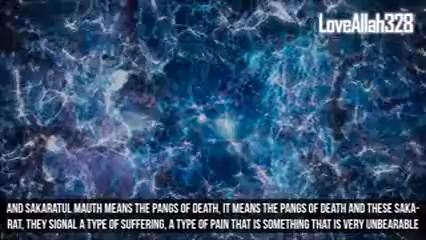 LoveAllah328
AND SAKARATUL MAUTH MEANS THE PANGS OF DEATH, IT MEANS THE PANGS OF DEATH AND THESE SAKA-
RAT, THEY SIGNAL A TYPE OF SUFFERING, A TYPE OF PAIN THAT IS SOMETHING THAT IS VERY UNBEARABLE